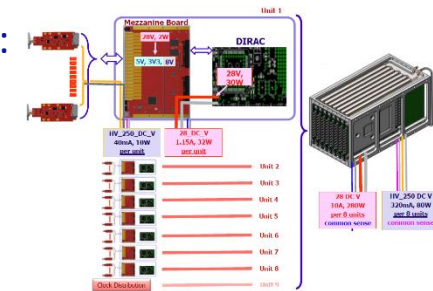 :
:
Unit 1
Mezzanine Board
28V, 2W
5V, 3V3, 8V
DIRAC
28V,
30W
HV_250_DC_V
40mA, 10W
per unit
28_DC_V
1.15A, 32W
per unit
Unit 2
Unit 3
Unit 4
Unit 5
Unit 6
Unit 7
Unit 8
Clock Distribution
Unit 9
28 DC V
10A, 280W
per 8 units
common sense
HV_250 DC V
320mA, 80W
per 8 units
common sense